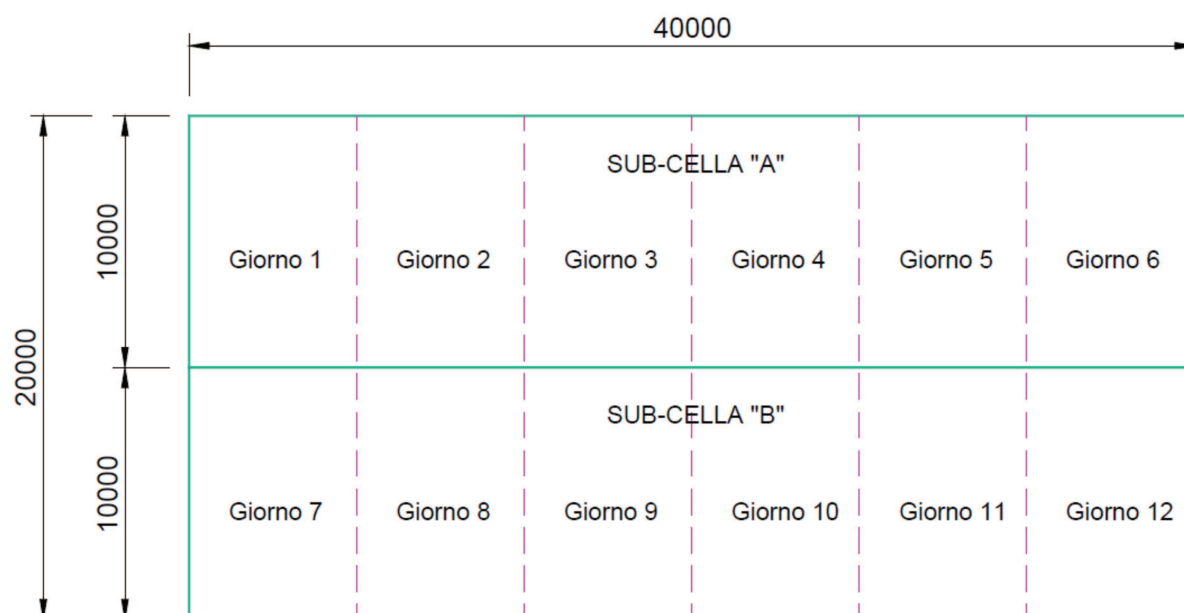 40000
SUB-CELLA "A"
10000
Giorno 1 Giorno 2 Giorno 3 Giorno 4 Giorno 5 Giorno 6
20000
SUB-CELLA "B"
10000
Giorno 7 Giorno 8 Giorno 9 Giorno 10 Giorno 11 Giorno 12